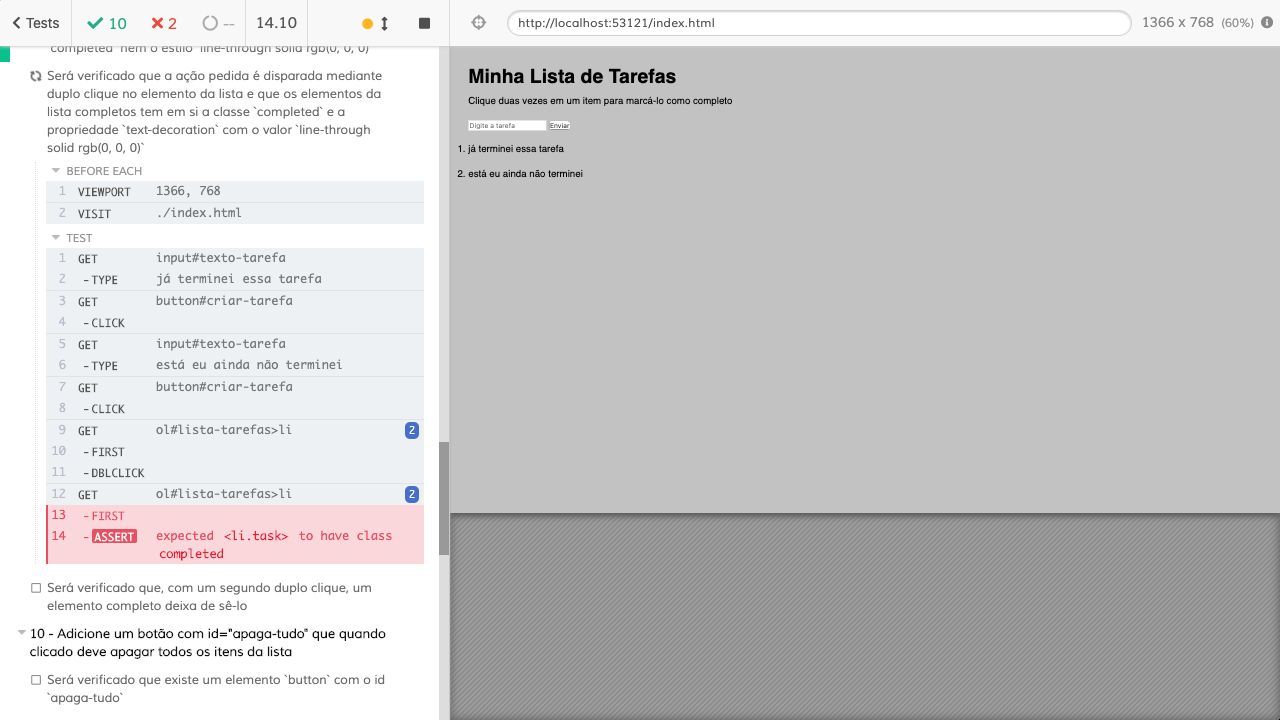 Tests
10
2
--
14.10
http://localhost:53121/index.html
1366 x 768 (60%)
`completed` nem o estilo `line-through solid rgb(0, 0, 0)`
Será verificado que a ação pedida é disparada mediante
duplo clique no elemento da lista e que os elementos da
lista completos tem em si a classe `completed` e a
propriedade `text-decoration` com o valor `line-through
solid rgb(0, 0, 0)`
BEFORE EACH
1 VIEWPORT 1366, 768
2 VISIT ./index.html
TEST
1 GET input#texto-tarefa
2 -TYPE já terminei essa tarefa
3 GET button#criar-tarefa
4 -CLICK
5 GET input#texto-tarefa
6 -TYPE está eu ainda não terminei
7 GET button#criar-tarefa
8 -CLICK
9 GET ol#lista-tarefas>li 2
10 -FIRST
11 -DBLCLICK
12 GET ol#lista-tarefas>li 2
13 -FIRST
14 -ASSERT expected <li.task> to have class
completed
Será verificado que, com um segundo duplo clique, um
elemento completo deixa de sê-lo
10 - Adicione um botão com id="apaga-tudo" que quando
clicado deve apagar todos os itens da lista
Será verificado que existe um elemento `button` com o id
`apaga-tudo`
Minha Lista de Tarefas
Clique duas vezes em um item para marcá-lo como completo
Digite a tarefa Enviar
1. já terminei essa tarefa
2. está eu ainda não terminei